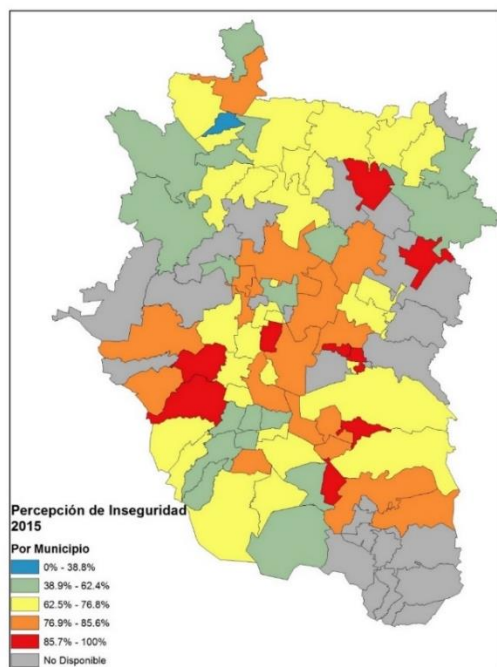 Percepción de Inseguridad
2015
Por Municipio
0% - 38.8%
38.9% - 62.4%
62.5% - 76.8%
76.9% - 85.6%
85.7% - 100%
No Disponible